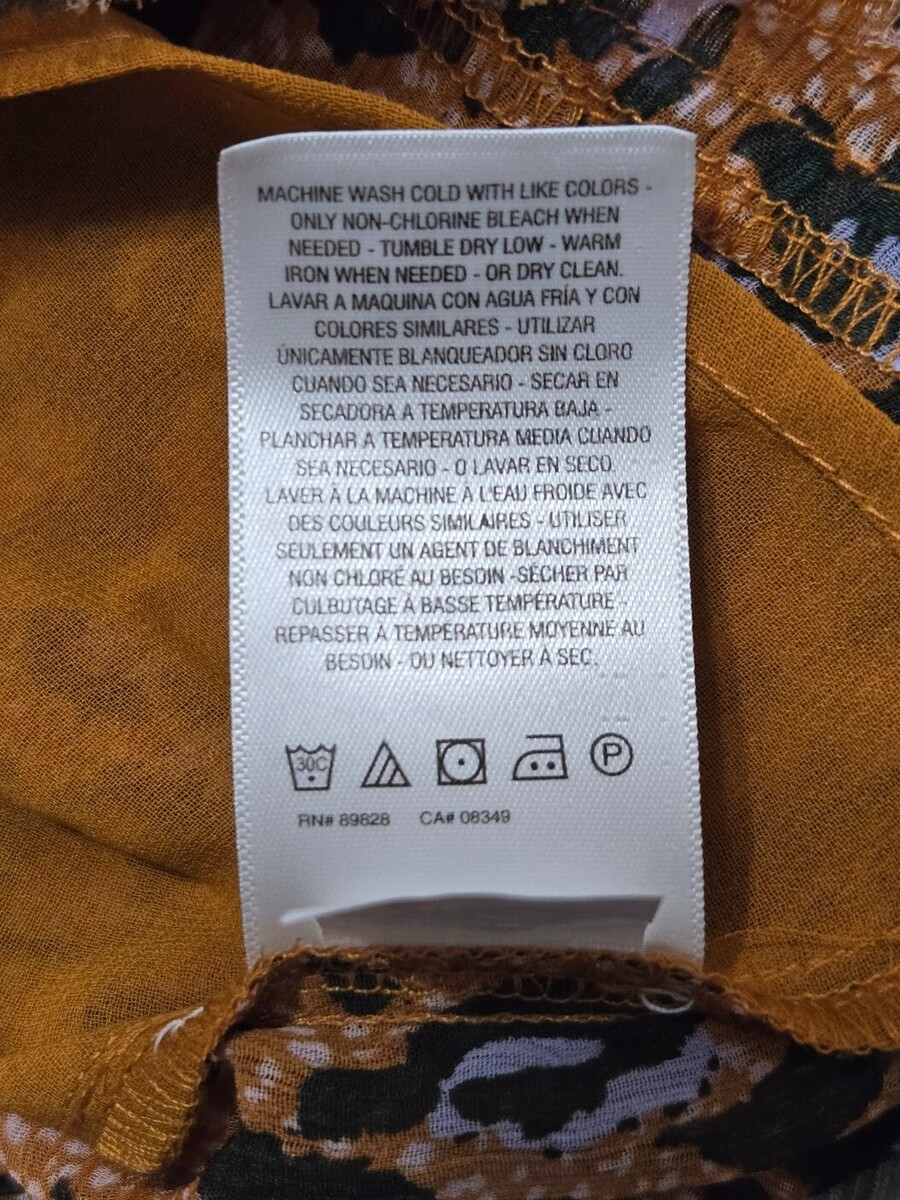 MACHINE WASH COLD WITH LIKE COLORS -
ONLY NON-CHLORINE BLEACH WHEN
NEEDED - TUMBLE DRY LOW - WARM
IRON WHEN NEEDED - OR DRY CLEAN.
LAVAR A MAQUINA CON AGUA FRÍA Y CON
COLORES SIMILARES - UTILIZAR
ÚNICAMENTE BLANQUEADOR SIN CLORO
CUANDO SEA NECESARIO - SECAR EN
SECADORA A TEMPERATURA BAJA -
PLANCHAR A TEMPERATURA MEDIA CUANDO
SEA NECESARIO - O LAVAR EN SECO.
LAVER À LA MACHINE À L'EAU FROIDE AVEC
DES COULEURS SIMILAIRES - UTILISER
SEULEMENT UN AGENT DE BLANCHIMENT
NON CHLORÉ AU BESOIN -SÉCHER PAR
CULBUTAGE À BASSE TEMPÉRATURE -
REPASSER À TEMPÉRATURE MOYENNE AU
BESOIN - OU NETTOYER À SEC.
30C P
RN# 89828 CA# 08349